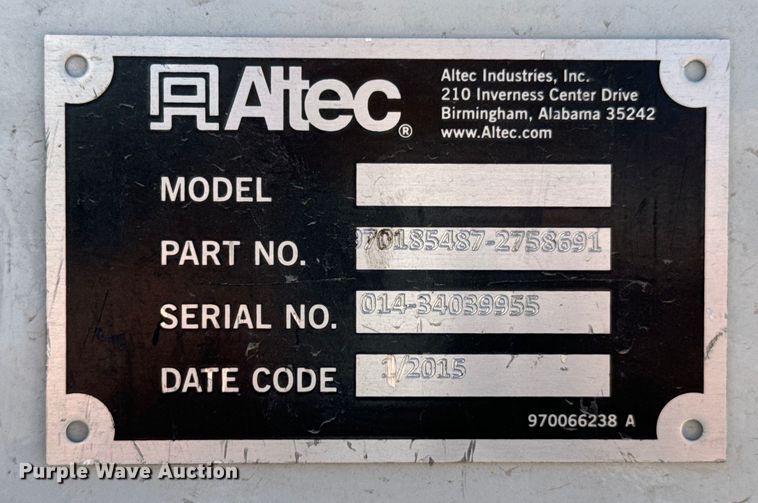 Altec®
Altec Industries, Inc.
210 Inverness Center Drive
Birmingham, Alabama 35242
www.Altec.com
MODEL
PART NO. 970185487-2758691
SERIAL NO. 014-34039955
DATE CODE 1/2015
970066238 A
Purple Wave Auction